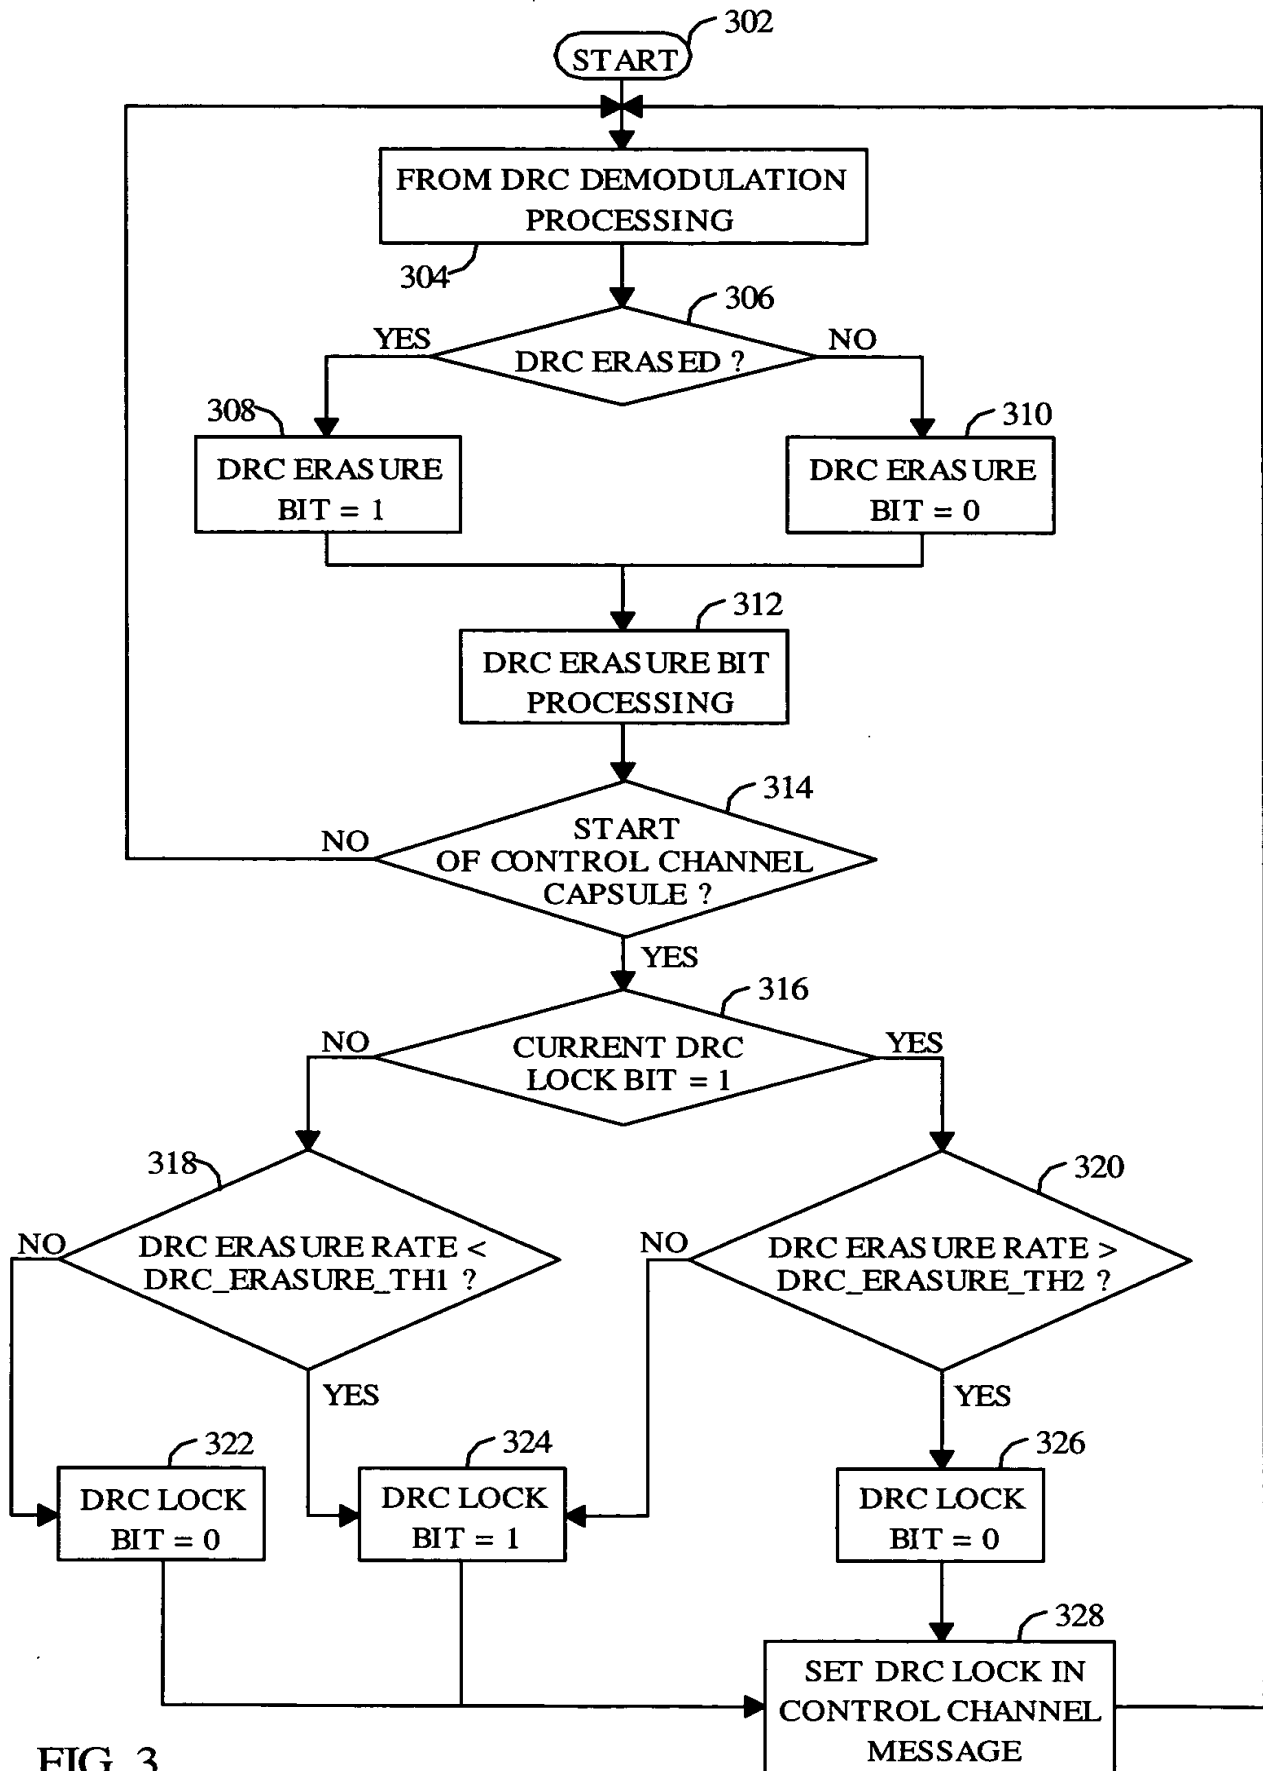 302
START
FROM DRC DEMODULATION
PROCESSING
304
306
YES
DRC ERASED ?
NO
308
310
DRC ERASURE
BIT = 1
DRC ERASURE
BIT = 0
312
DRC ERASURE BIT
PROCESSING
314
NO
START
OF CONTROL CHANNEL
CAPSULE ?
YES
316
NO
CURRENT DRC
LOCK BIT = 1
YES
318
320
NO
DRC ERASURE RATE <
DRC_ERASURE_TH1 ?
NO
DRC ERASURE RATE >
DRC_ERASURE_TH2 ?
YES
YES
322
324
326
DRC LOCK
BIT = 0
DRC LOCK
BIT = 1
DRC LOCK
BIT = 0
328
SET DRC LOCK IN
CONTROL CHANNEL
MESSAGE
FIG. 3